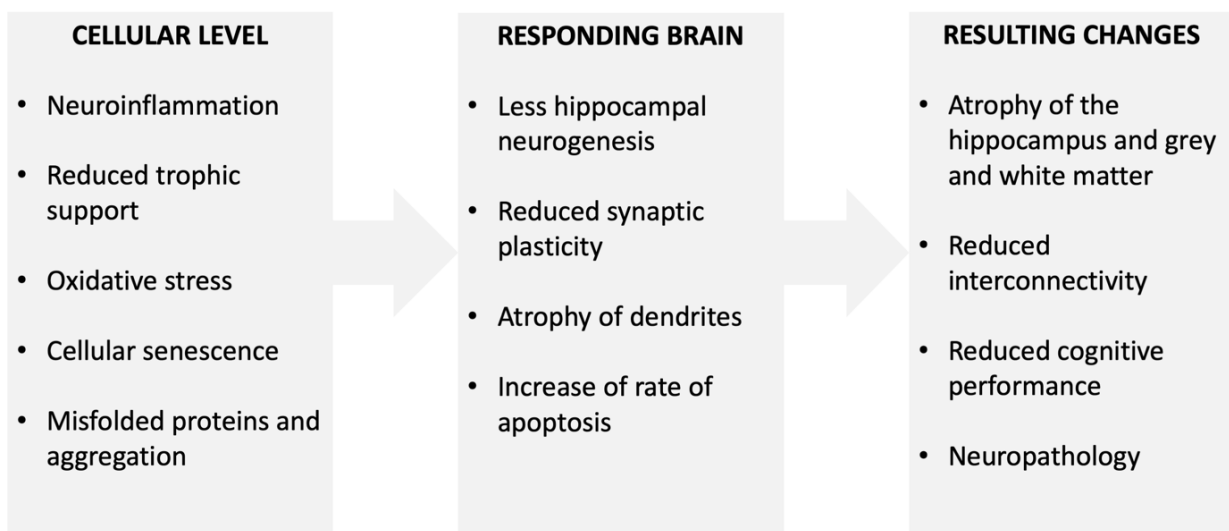 CELLULAR LEVEL
• Neuroinflammation
• Reduced trophic
support
• Oxidative stress
• Cellular senescence
• Misfolded proteins and
aggregation
RESPONDING BRAIN
• Less hippocampal
neurogenesis
• Reduced synaptic
plasticity
• Atrophy of dendrites
• Increase of rate of
apoptosis
RESULTING CHANGES
• Atrophy of the
hippocampus and grey
and white matter
• Reduced
interconnectivity
• Reduced cognitive
performance
• Neuropathology